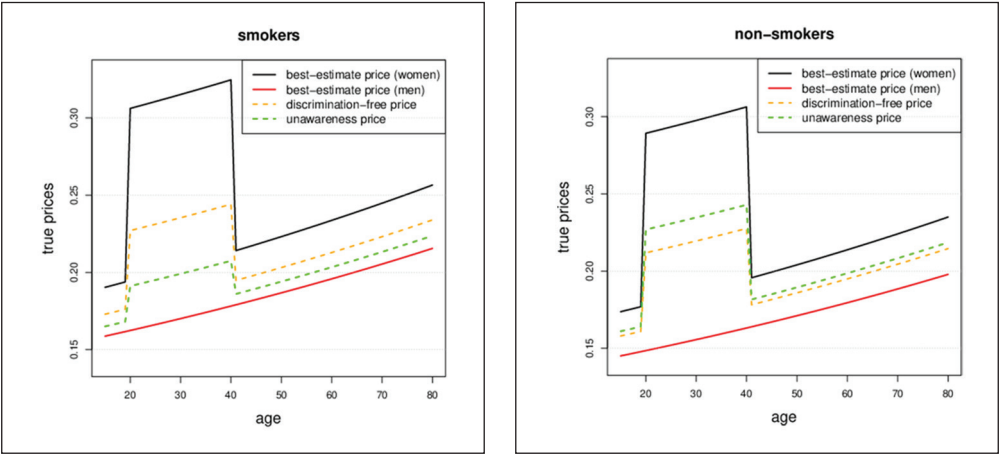 smokers
best-estimate price (women)
best-estimate price (men)
discrimination-free price
unawareness price
true prices
0.30
0.25
0.20
0.15
20 30 40 50 60 70 80
age
non-smokers
best-estimate price (women)
best-estimate price (men)
discrimination-free price
unawareness price
true prices
0.30
0.25
0.20
0.15
20 30 40 50 60 70 80
age